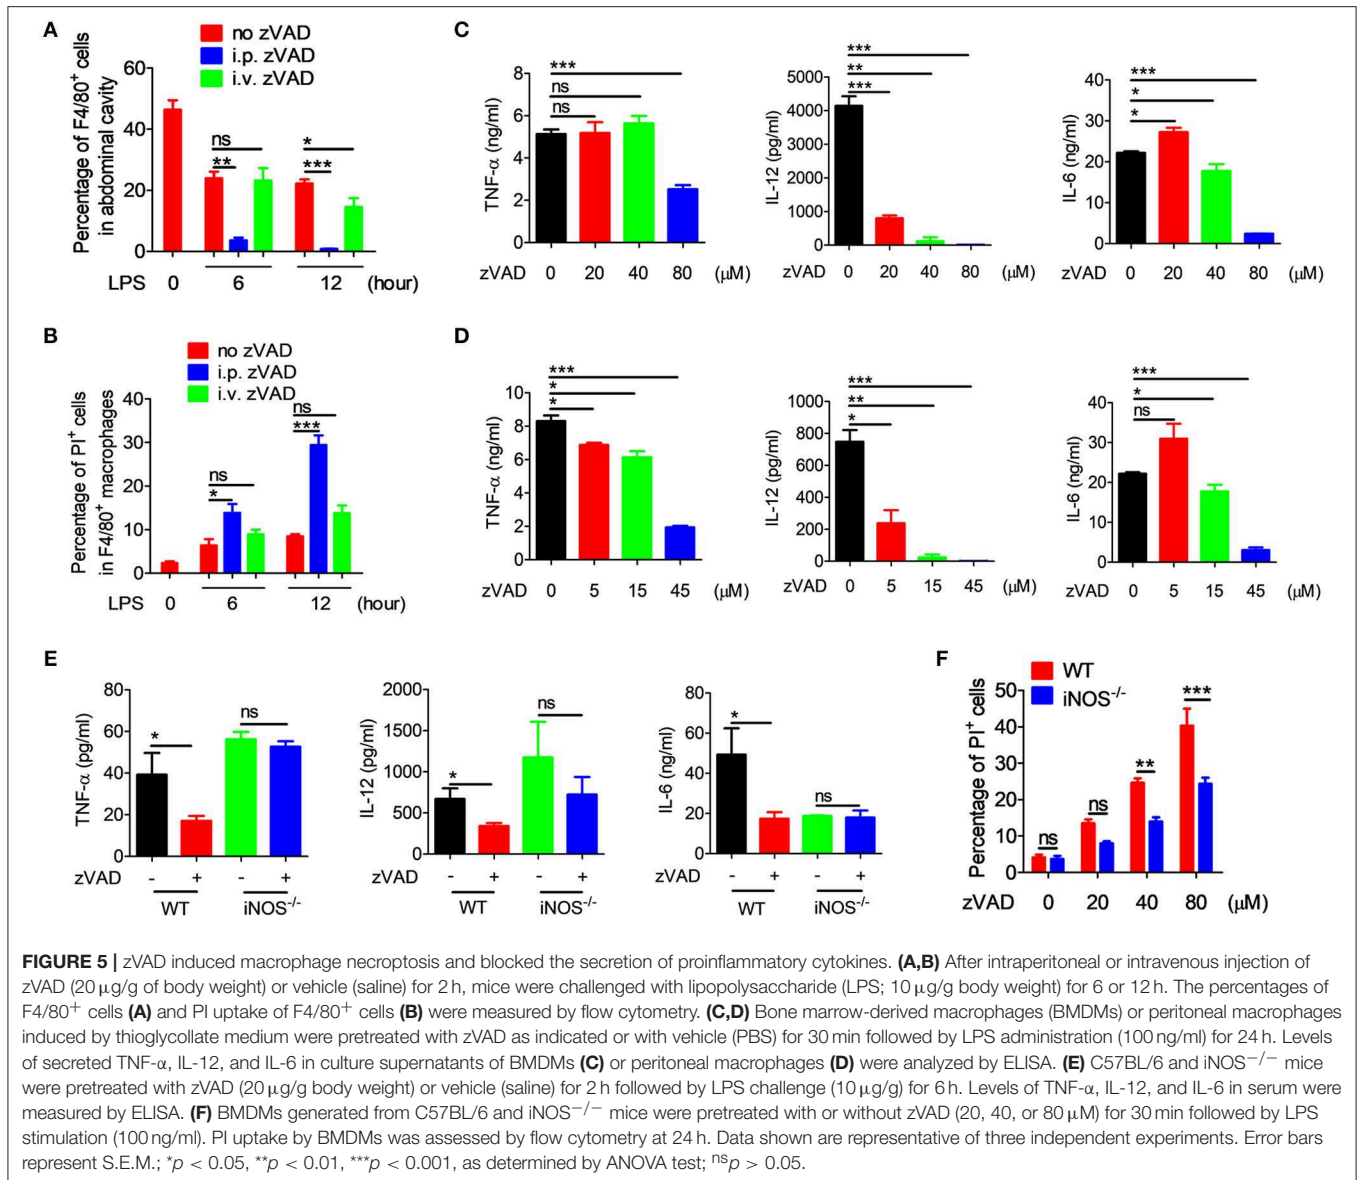 A
no zVAD
i.p. zVAD
i.v. zVAD
Percentage of F4/80⁺ cells
in abdominal cavity
60
40
20
0
ns
**
*
***
LPS 0 6 12 (hour)
B
no zVAD
i.p. zVAD
i.v. zVAD
Percentage of PI⁺ cells
in F4/80⁺ macrophages
40
30
20
10
0
ns
*
ns
***
LPS 0 6 12 (hour)
C
TNF-α (ng/ml)
8
6
4
2
0
***
ns
ns
zVAD 0 20 40 80 (μM)
IL-12 (pg/ml)
5000
4000
3000
2000
1000
0
***
**
***
zVAD 0 20 40 80 (μM)
IL-6 (ng/ml)
40
30
20
10
0
***
*
*
zVAD 0 20 40 80 (μM)
D
TNF-α (ng/ml)
10
8
6
4
2
0
***
*
*
zVAD 0 5 15 45 (μM)
IL-12 (pg/ml)
1000
800
600
400
200
0
***
**
*
zVAD 0 5 15 45 (μM)
IL-6 (ng/ml)
40
30
20
10
0
***
*
ns
zVAD 0 5 15 45 (μM)
E
TNF-α (pg/ml)
80
60
40
20
0
*
ns
zVAD - + - +
WT iNOS⁻/⁻
IL-12 (pg/ml)
2000
1500
1000
500
0
*
ns
zVAD - + - +
WT iNOS⁻/⁻
IL-6 (ng/ml)
80
60
40
20
0
*
ns
zVAD - + - +
WT iNOS⁻/⁻
F
WT
iNOS⁻/⁻
Percentage of PI⁺ cells
50
40
30
20
10
0
ns
ns
**
***
zVAD 0 20 40 80 (μM)
FIGURE 5 | zVAD induced macrophage necroptosis and blocked the secretion of proinflammatory cytokines. (A,B) After intraperitoneal or intravenous injection of
zVAD (20 μg/g of body weight) or vehicle (saline) for 2 h, mice were challenged with lipopolysaccharide (LPS; 10 μg/g body weight) for 6 or 12 h. The percentages of
F4/80⁺ cells (A) and PI uptake of F4/80⁺ cells (B) were measured by flow cytometry. (C,D) Bone marrow-derived macrophages (BMDMs) or peritoneal macrophages
induced by thioglycollate medium were pretreated with zVAD as indicated or with vehicle (PBS) for 30 min followed by LPS administration (100 ng/ml) for 24 h. Levels
of secreted TNF-α, IL-12, and IL-6 in culture supernatants of BMDMs (C) or peritoneal macrophages (D) were analyzed by ELISA. (E) C57BL/6 and iNOS⁻/⁻ mice
were pretreated with zVAD (20 μg/g body weight) or vehicle (saline) for 2 h followed by LPS challenge (10 μg/g) for 6 h. Levels of TNF-α, IL-12, and IL-6 in serum were
measured by ELISA. (F) BMDMs generated from C57BL/6 and iNOS⁻/⁻ mice were pretreated with or without zVAD (20, 40, or 80 μM) for 30 min followed by LPS
stimulation (100 ng/ml). PI uptake by BMDMs was assessed by flow cytometry at 24 h. Data shown are representative of three independent experiments. Error bars
represent S.E.M.; *p < 0.05, **p < 0.01, ***p < 0.001, as determined by ANOVA test; ⁿˢp > 0.05.